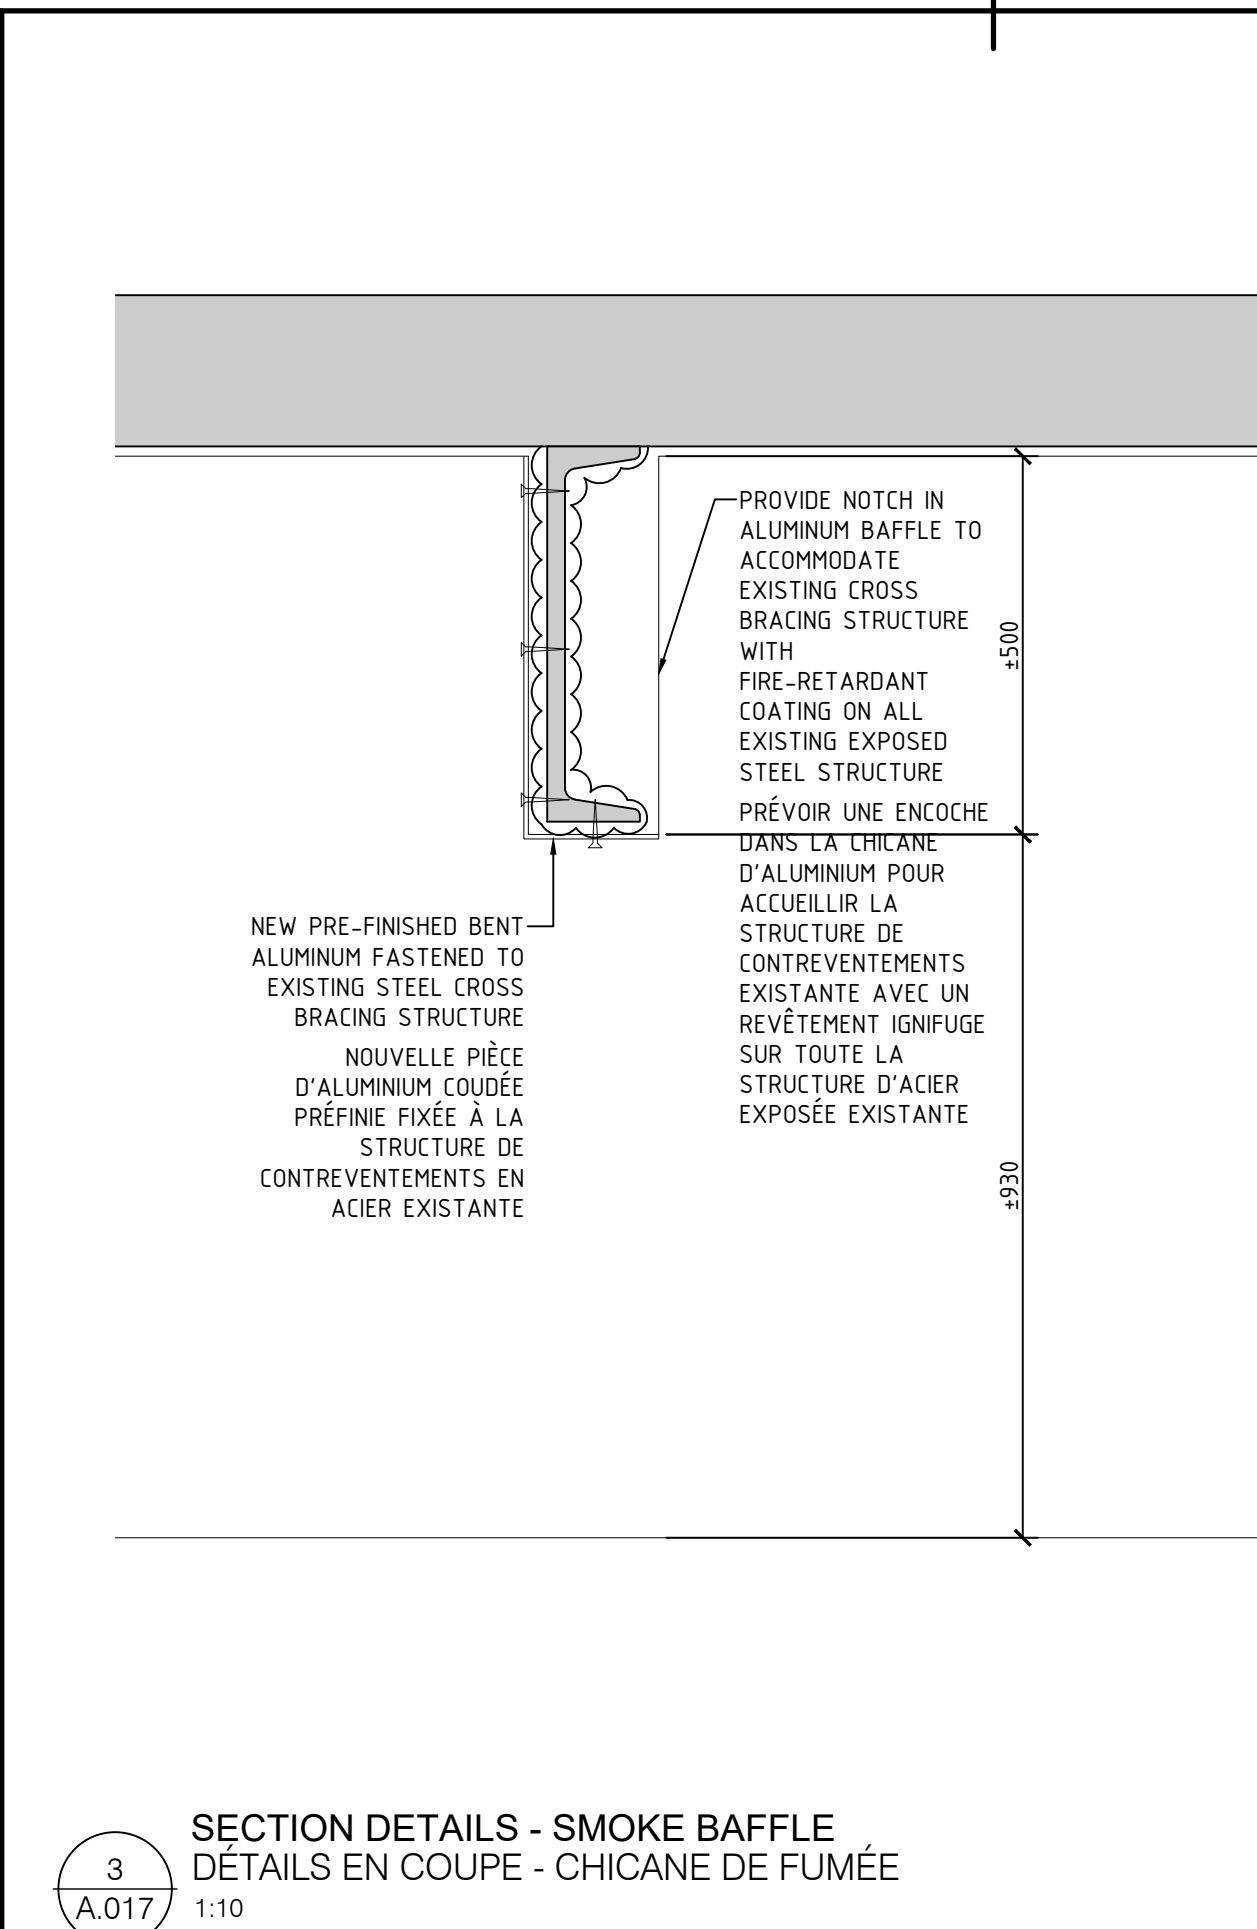 PROVIDE NOTCH IN
ALUMINUM BAFFLE TO
ACCOMMODATE
EXISTING CROSS
BRACING STRUCTURE
WITH
FIRE-RETARDANT
COATING ON ALL
EXISTING EXPOSED
STEEL STRUCTURE
PRÉVOIR UNE ENCOCHE
DANS LA CHICANE
D'ALUMINIUM POUR
ACCUEILLIR LA
STRUCTURE DE
CONTREVENTEMENTS
EXISTANTE AVEC UN
REVÊTEMENT IGNIFUGE
SUR TOUTE LA
STRUCTURE D'ACIER
EXPOSÉE EXISTANTE
±500
±930
NEW PRE-FINISHED BENT
ALUMINUM FASTENED TO
EXISTING STEEL CROSS
BRACING STRUCTURE
NOUVELLE PIÈCE
D'ALUMINIUM COUDÉE
PRÉFINIE FIXÉE À LA
STRUCTURE DE
CONTREVENTEMENTS EN
ACIER EXISTANTE
SECTION DETAILS - SMOKE BAFFLE
DÉTAILS EN COUPE - CHICANE DE FUMÉE
1:10
3
A.017